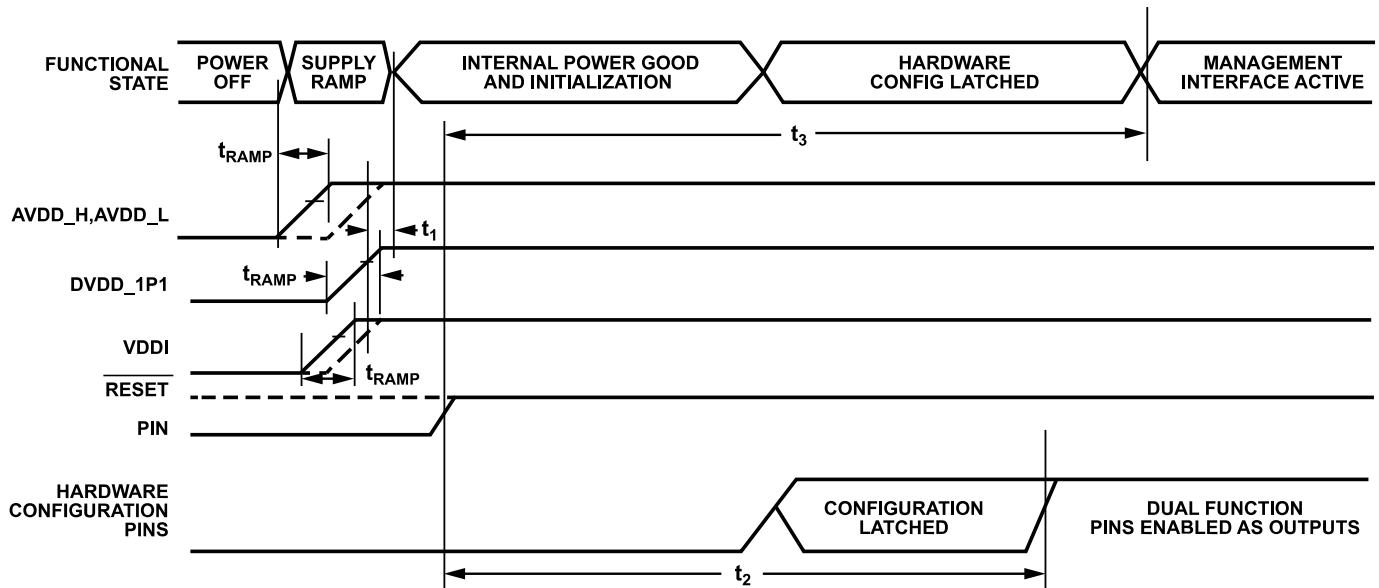 FUNCTIONAL
STATE
POWER
OFF
SUPPLY
RAMP
INTERNAL POWER GOOD
AND INITIALIZATION
HARDWARE
CONFIG LATCHED
MANAGEMENT
INTERFACE ACTIVE
t3
tRAMP
AVDD_H,AVDD_L
t1
tRAMP
DVDD_1P1
VDDI
tRAMP
RESET
PIN
HARDWARE
CONFIGURATION
PINS
CONFIGURATION
LATCHED
DUAL FUNCTION
PINS ENABLED AS OUTPUTS
t2